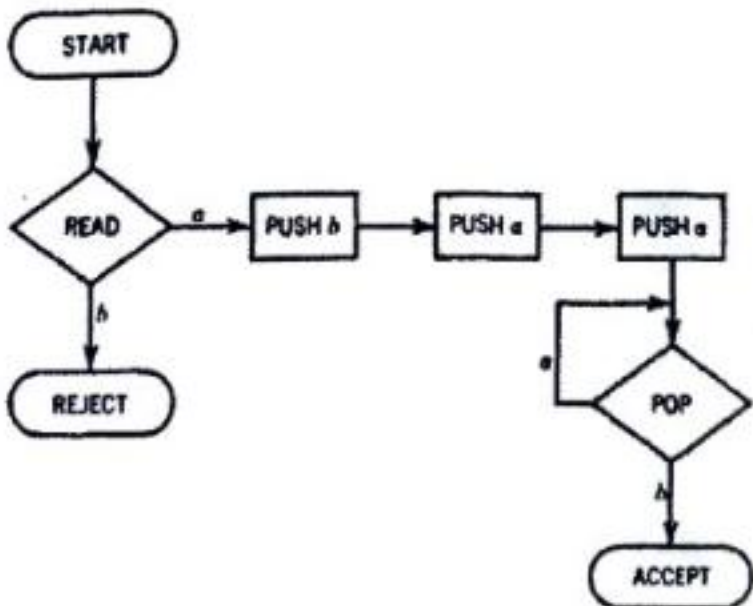 START
READ
a
PUSH b
PUSH a
PUSH a
b
a
REJECT
POP
b
ACCEPT